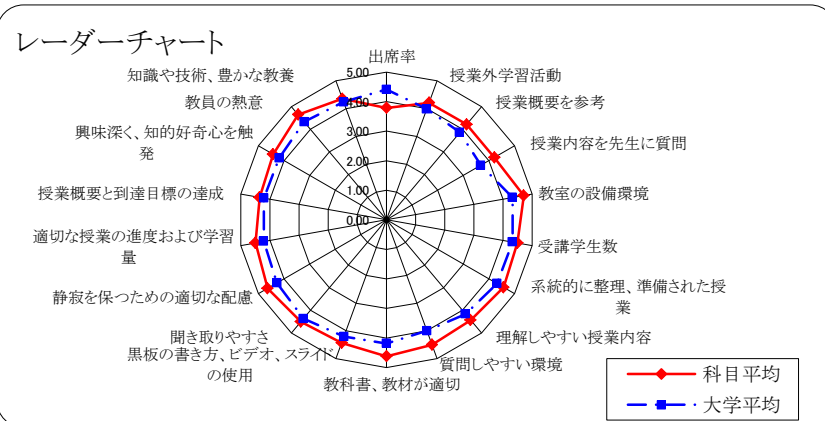 レーダーチャート
出席率
授業外学習活動
授業概要を参考
授業内容を先生に質問
教室の設備環境
受講学生数
系統的に整理、準備された授
業
理解しやすい授業内容
質問しやすい環境
教科書、教材が適切
黒板の書き方、ビデオ、スライド
の使用
聞き取りやすさ
静寂を保つための適切な配慮
適切な授業の進度および学習
量
授業概要と到達目標の達成
興味深く、知的好奇心を触
発
教員の熱意
知識や技術、豊かな教養
5.00
4.00
3.00
2.00
1.00
0.00
科目平均
大学平均